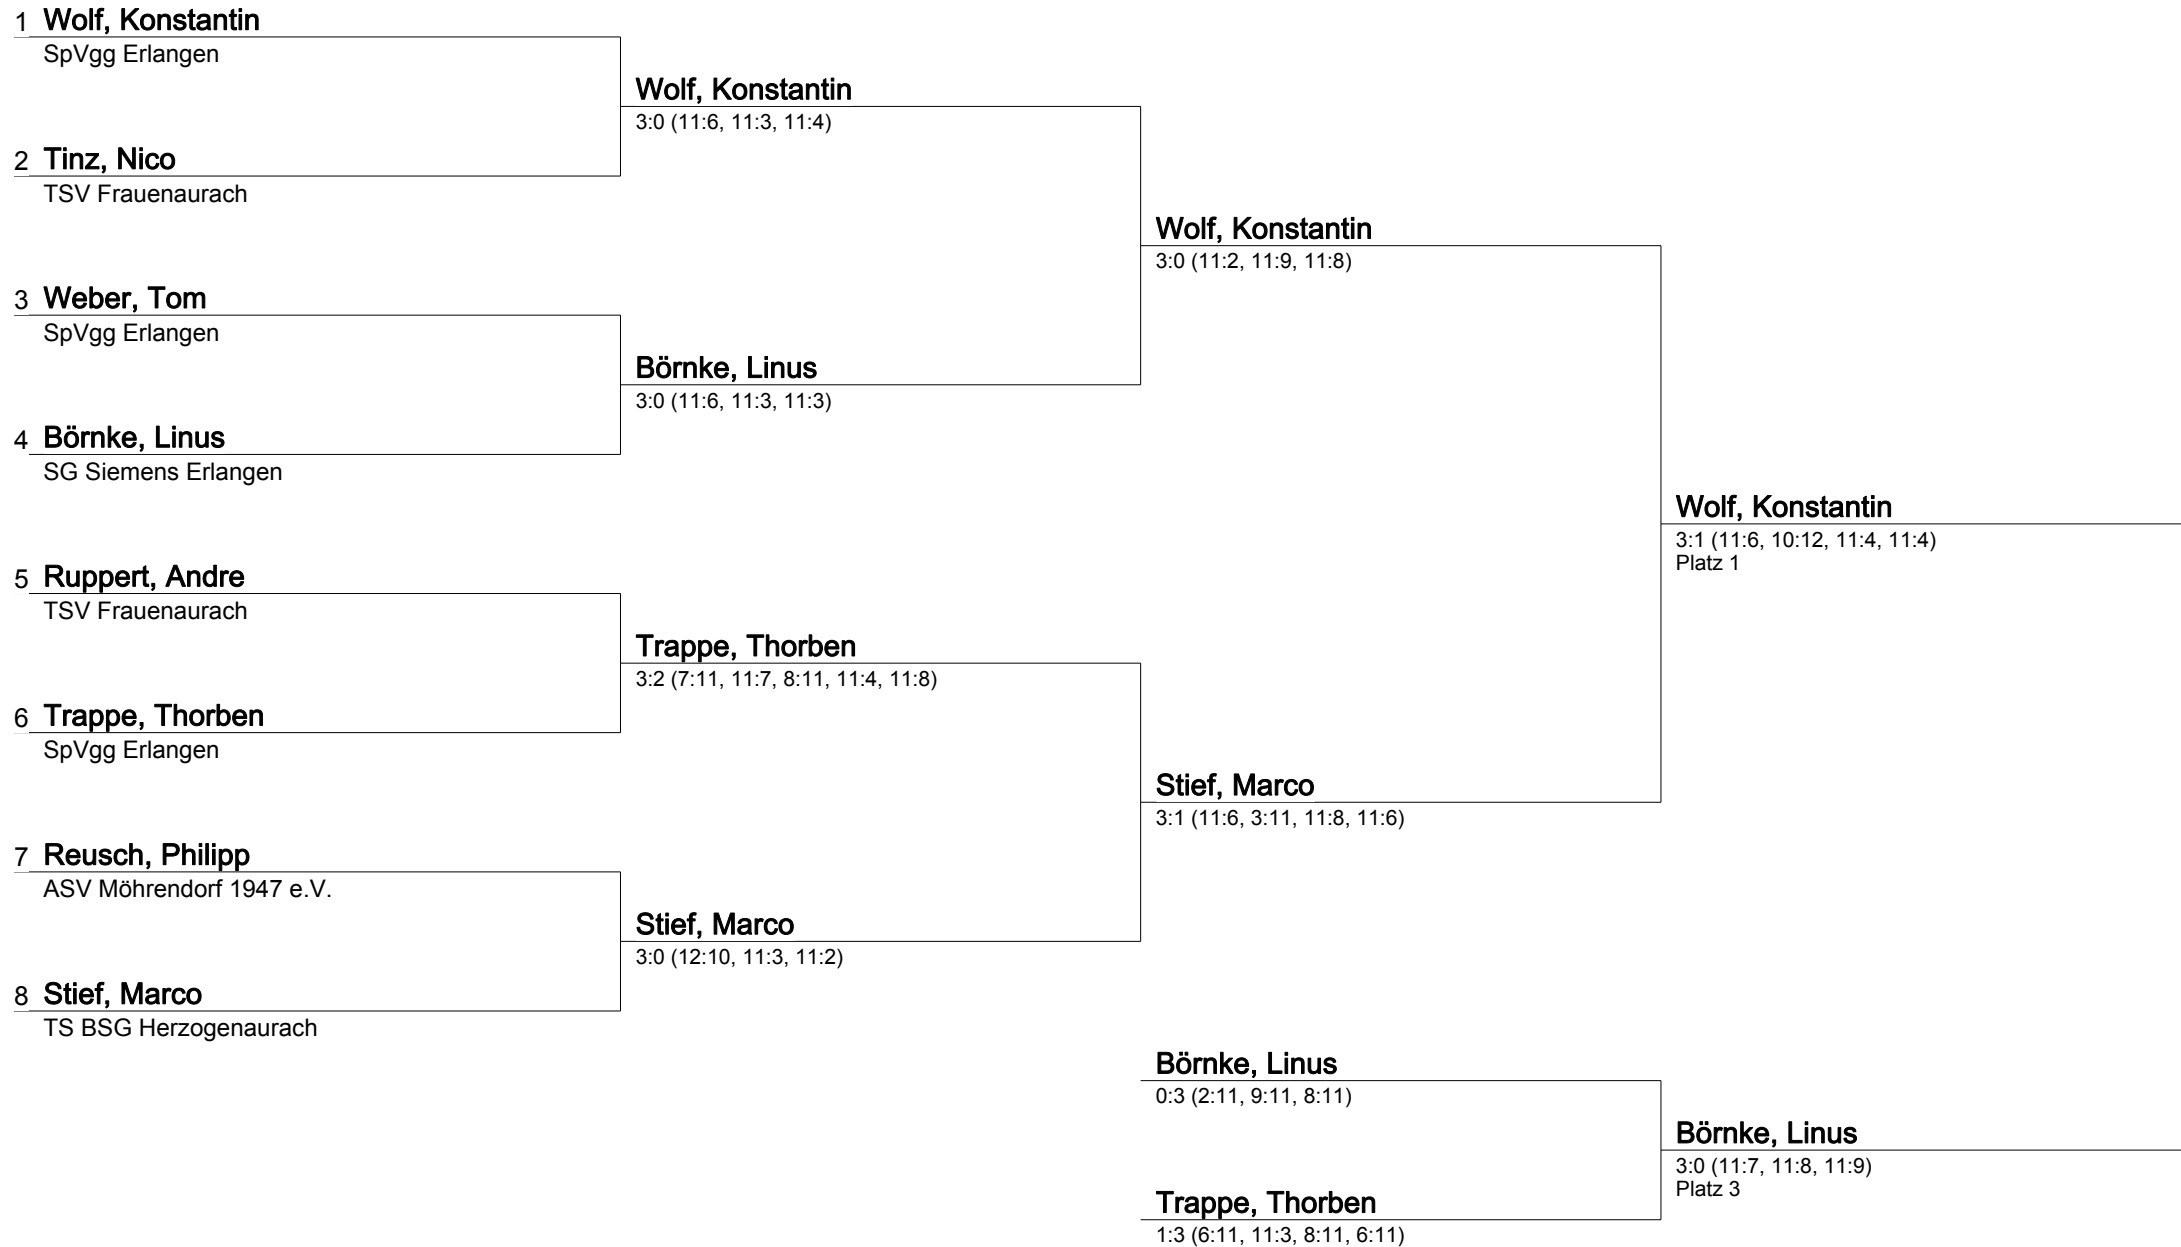 1 Wolf, Konstantin
SpVgg Erlangen
Wolf, Konstantin
3:0 (11:6, 11:3, 11:4)
2 Tinz, Nico
TSV Frauenaurach
Wolf, Konstantin
3:0 (11:2, 11:9, 11:8)
3 Weber, Tom
SpVgg Erlangen
Börnke, Linus
3:0 (11:6, 11:3, 11:3)
4 Börnke, Linus
SG Siemens Erlangen
Wolf, Konstantin
3:1 (11:6, 10:12, 11:4, 11:4)
Platz 1
5 Ruppert, Andre
TSV Frauenaurach
Trappe, Thorben
3:2 (7:11, 11:7, 8:11, 11:4, 11:8)
6 Trappe, Thorben
SpVgg Erlangen
Stief, Marco
3:1 (11:6, 3:11, 11:8, 11:6)
7 Reusch, Philipp
ASV Möhrendorf 1947 e.V.
Stief, Marco
3:0 (12:10, 11:3, 11:2)
8 Stief, Marco
TS BSG Herzogenaurach
Börnke, Linus
0:3 (2:11, 9:11, 8:11)
Börnke, Linus
3:0 (11:7, 11:8, 11:9)
Platz 3
Trappe, Thorben
1:3 (6:11, 11:3, 8:11, 6:11)